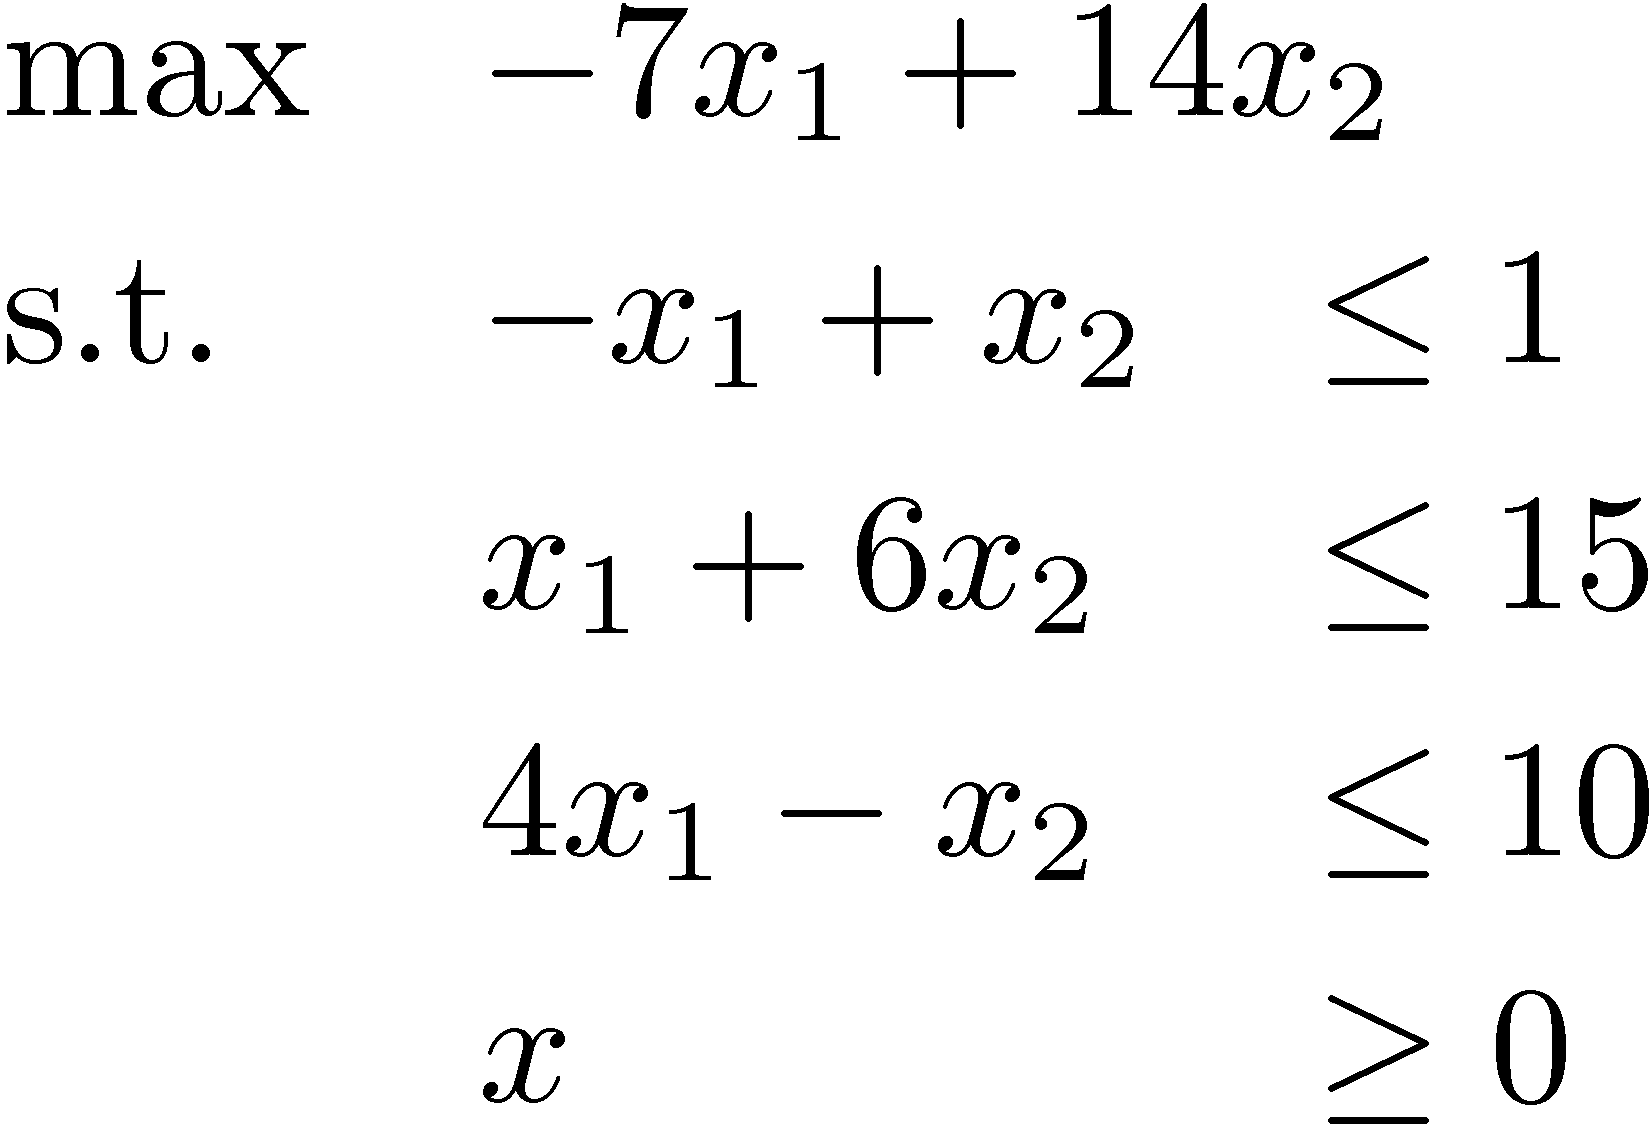 max −7x₁ + 14x₂
s.t. −x₁ + x₂ ≤ 1
x₁ + 6x₂ ≤ 15
4x₁ − x₂ ≤ 10
x ≥ 0